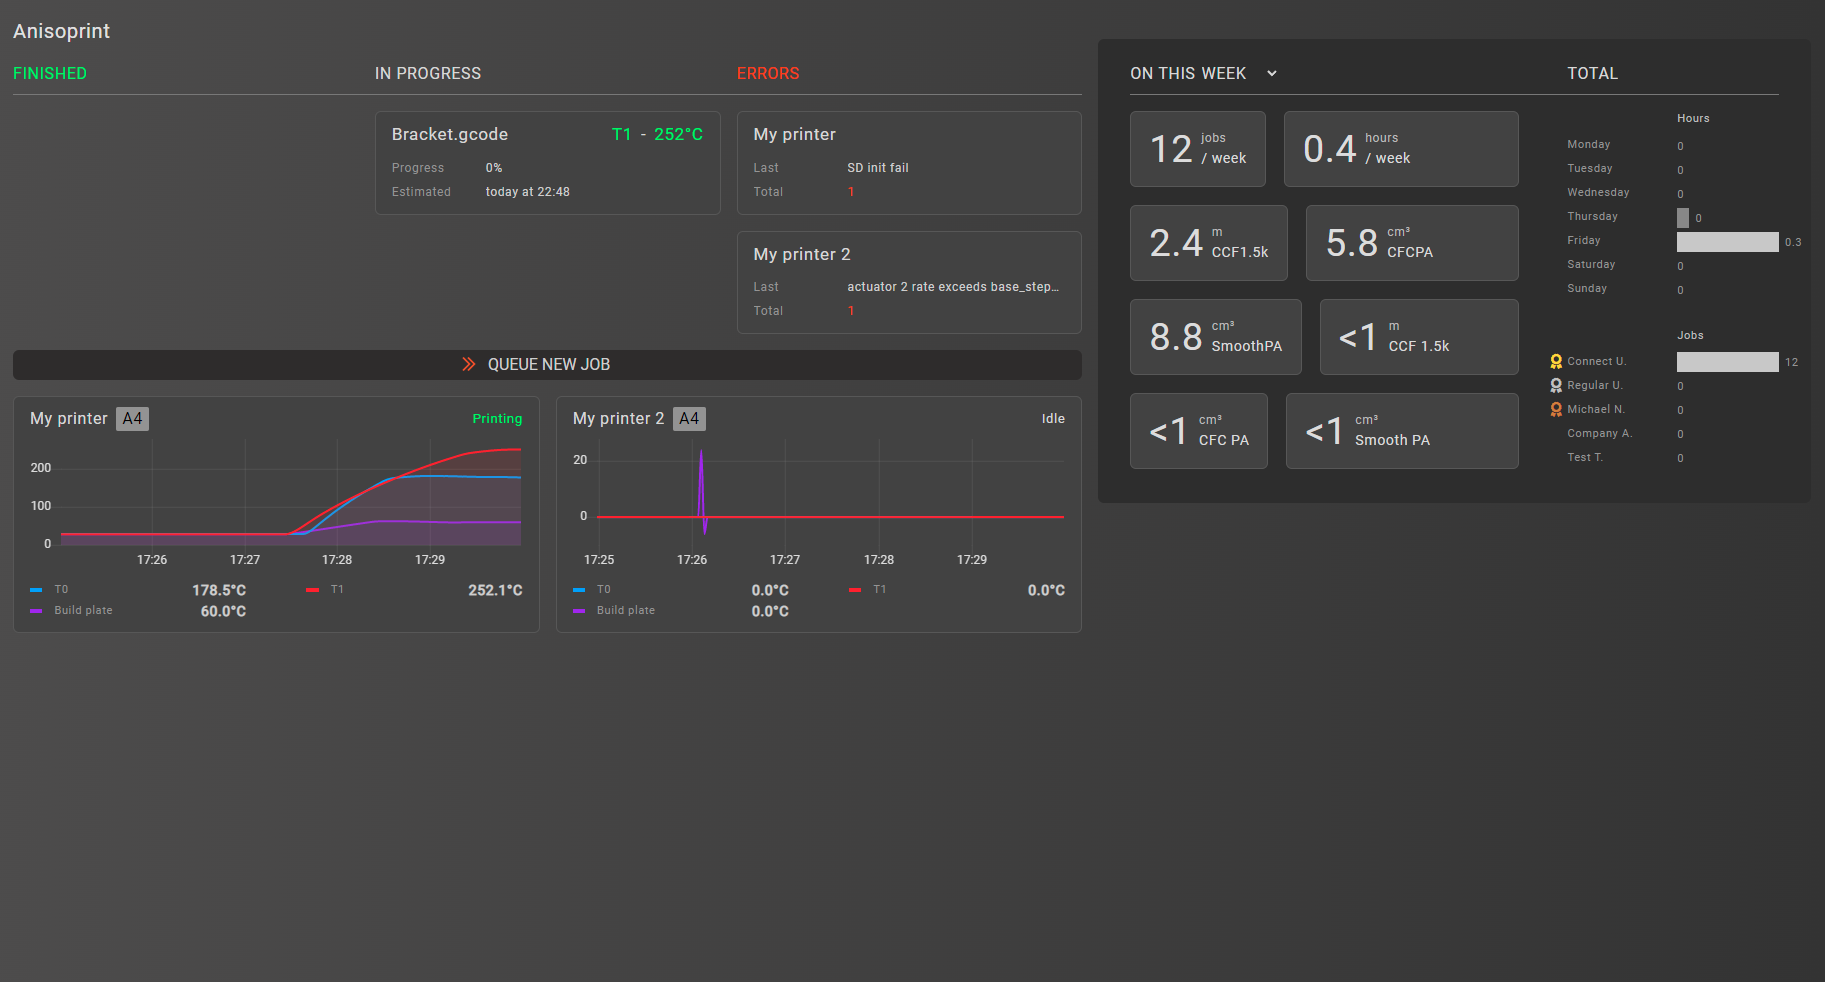 Anisoprint
FINISHED
IN PROGRESS
ERRORS
Bracket.gcode
T1 - 252°C
Progress 0%
Estimated today at 22:48
My printer
Last SD init fail
Total 1
My printer 2
Last actuator 2 rate exceeds base_step...
Total 1
QUEUE NEW JOB
My printer A4
Printing
200
100
0
17:26 17:27 17:28 17:29
T0 178.5°C
T1 252.1°C
Build plate 60.0°C
My printer 2 A4
Idle
20
0
17:25 17:26 17:27 17:28 17:29
T0 0.0°C
T1 0.0°C
Build plate 0.0°C
ON THIS WEEK
12 jobs / week
0.4 hours / week
2.4 m CCF1.5k
5.8 cm³ CFCPA
8.8 cm³ SmoothPA
<1 m CCF 1.5k
<1 cm³ CFC PA
<1 cm³ Smooth PA
TOTAL
Hours
Monday 0
Tuesday 0
Wednesday 0
Thursday 0
Friday 0.3
Saturday 0
Sunday 0
Jobs
Connect U. 12
Regular U. 0
Michael N. 0
Company A. 0
Test T. 0